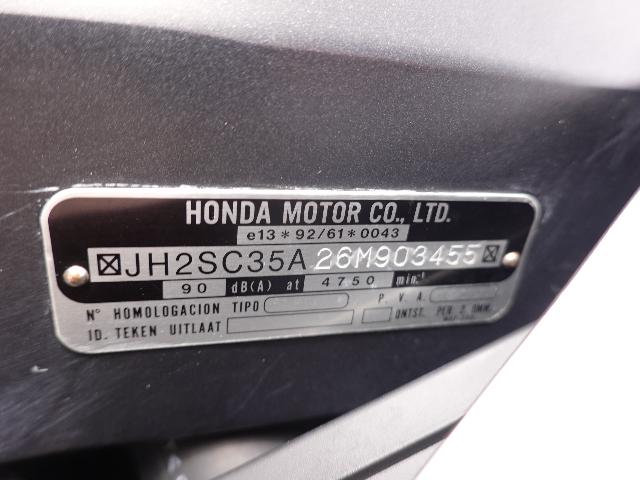 HONDA MOTOR CO., LTD.
e13*92/61*0043
☒JH2SC35A26M903455☒
90 dB(A) at 4750 min⁻¹
Nº HOMOLOGACION TIPO P. V. A.
ID. TEKEN UITLAAT ONTST. PER 2 OMW.